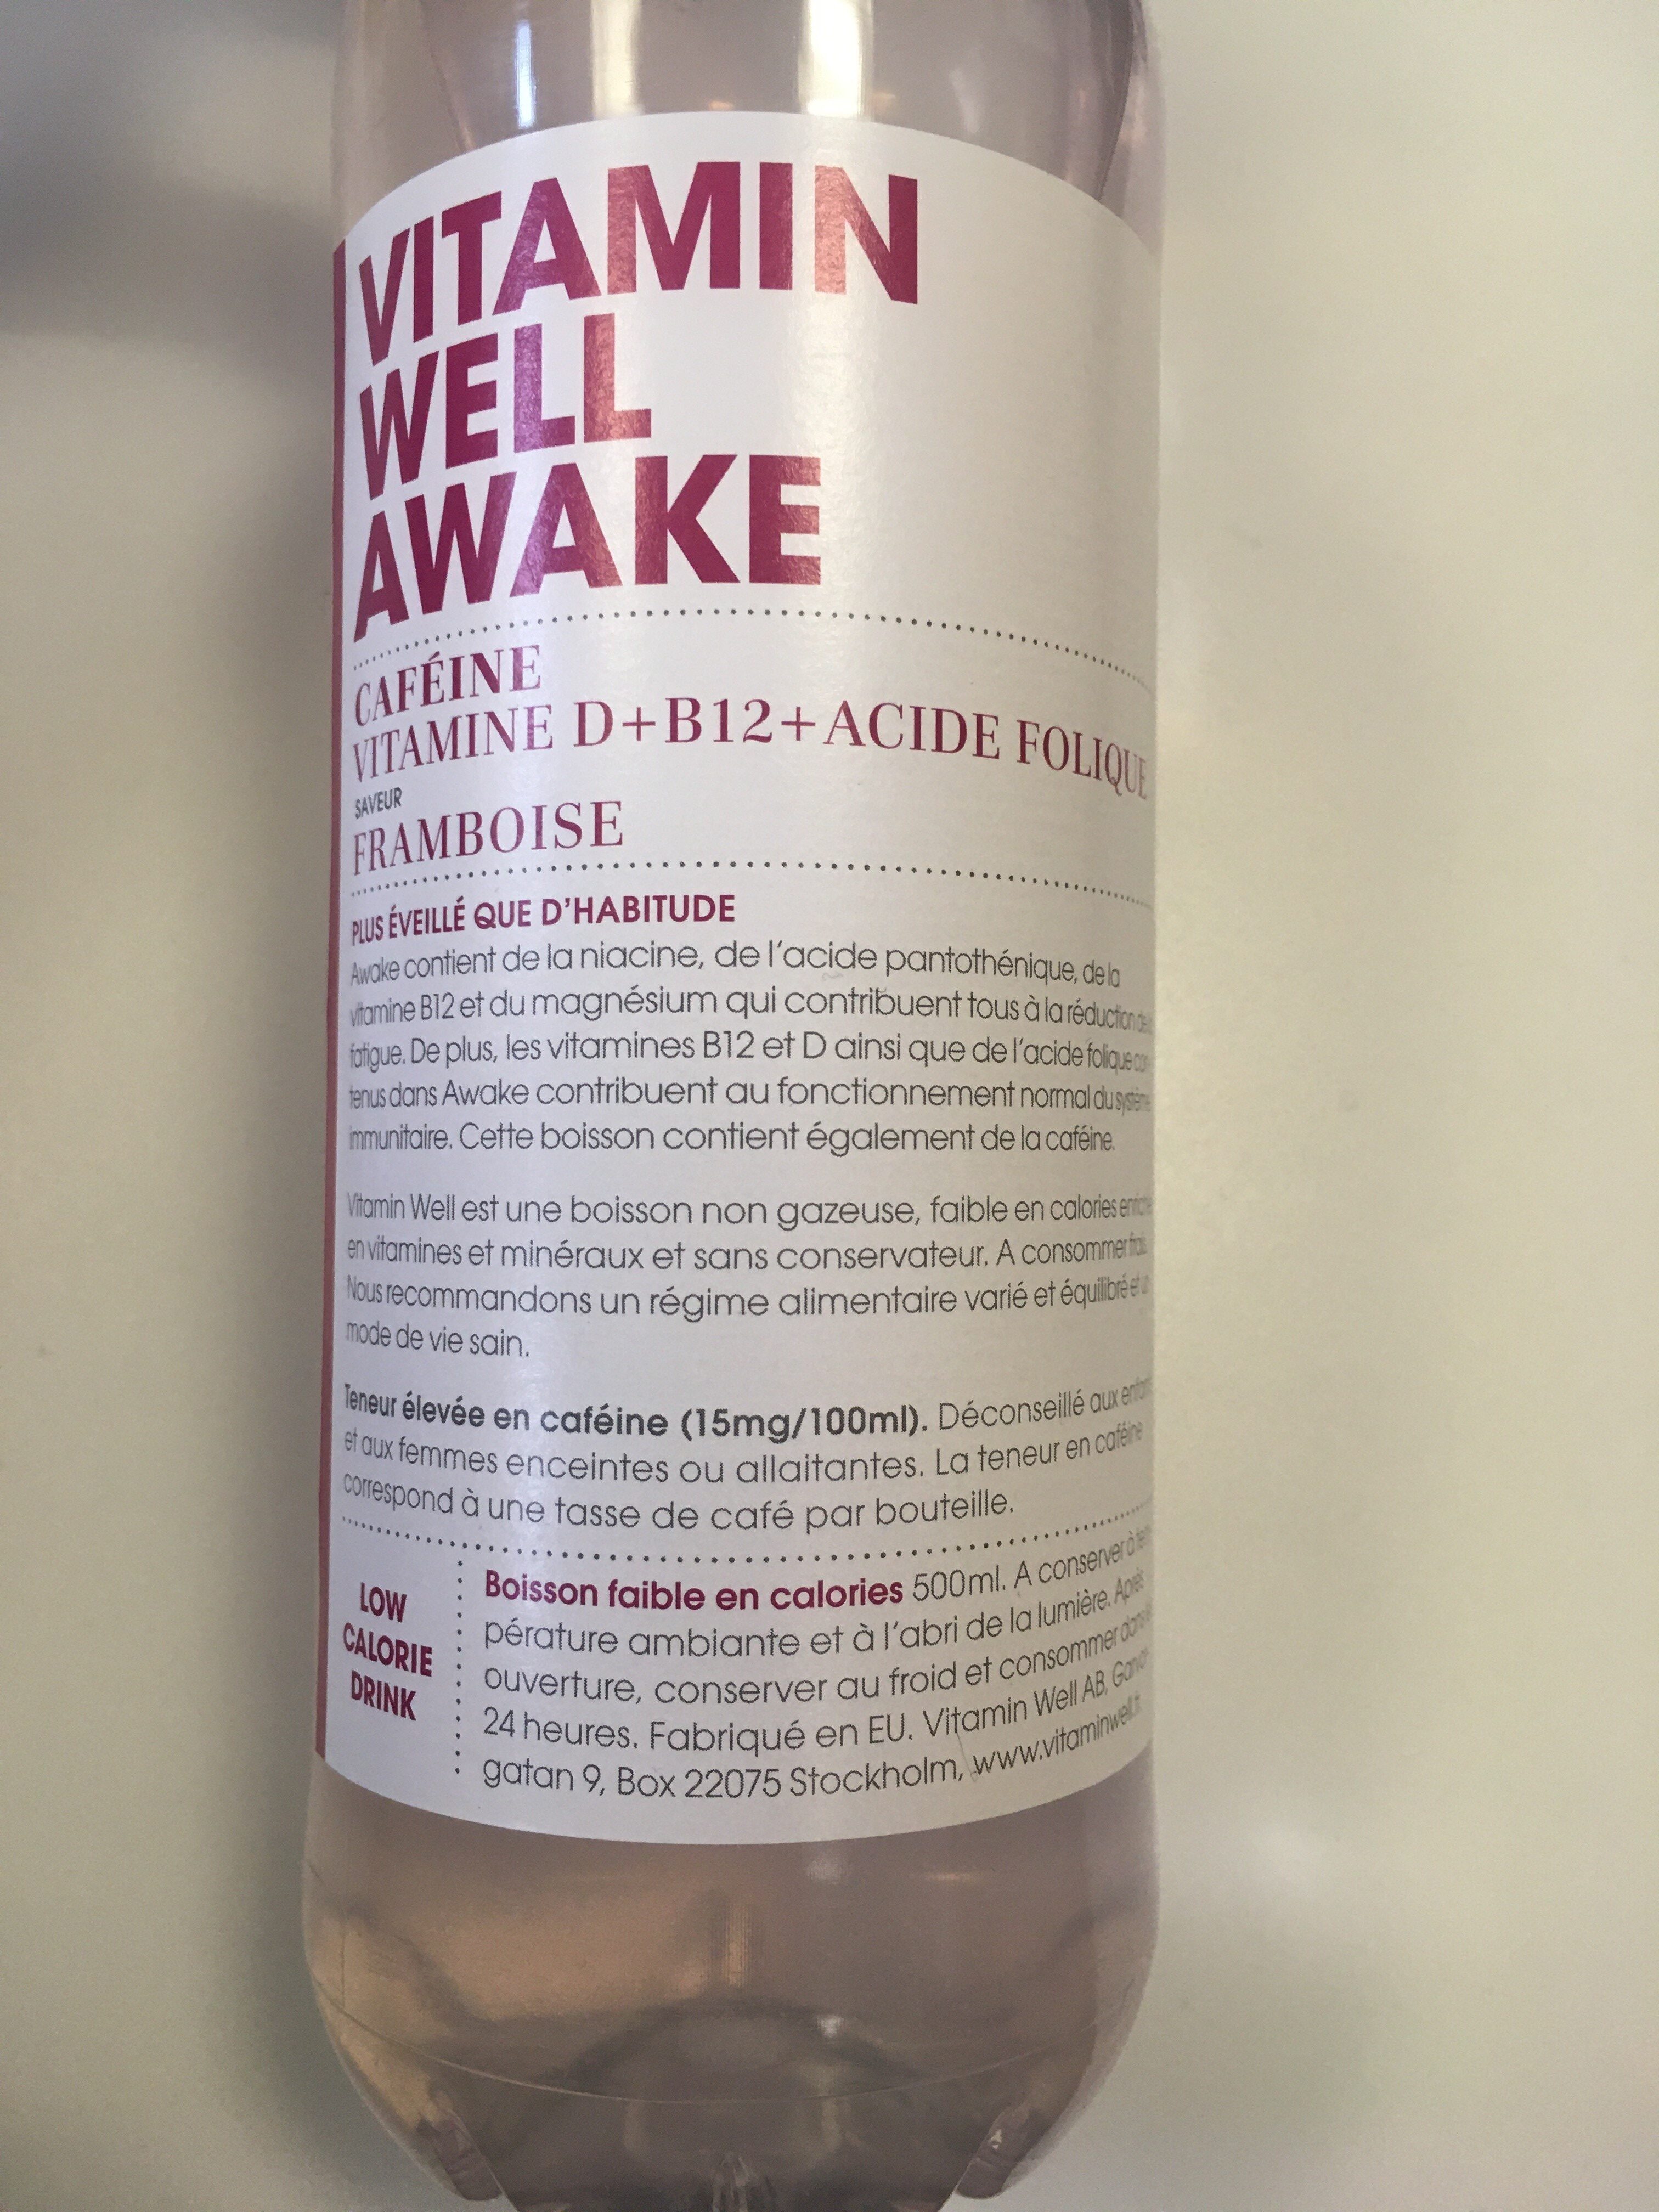 VITAMIN
WELL
AWAKE
CAFÉINE
VITAMINE D+B12+ACIDE FOLIQUE
SAVEUR
FRAMBOISE
PLUS ÉVEILLÉ QUE D'HABITUDE
Awake contient de la niacine, de l'acide pantothénique, de la
vitamine B12 et du magnésium qui contribuent tous à la réduction
fatigue. De plus, les vitamines B12 et D ainsi que de l'acide folique
tenus dans Awake contribuent au fonctionnement normal du système
immunitaire. Cette boisson contient également de la caféine.
Vitamin Well est une boisson non gazeuse, faible en calories
en vitamines et minéraux et sans conservateur. A consommer
Nous recommandons un régime alimentaire varié et équilibré et
mode de vie sain.
Teneur élevée en caféine (15mg/100ml). Déconseillé aux
et aux femmes enceintes ou allaitantes. La teneur en caféine
correspond à une tasse de café par bouteille.
LOW
CALORIE
DRINK
Boisson faible en calories 500ml. A conserver à
pérature ambiante et à l'abri de la lumière. Après
ouverture, conserver au froid et consommer
24 heures. Fabriqué en EU. Vitamin Well AB,
gatan 9, Box 22075 Stockholm,